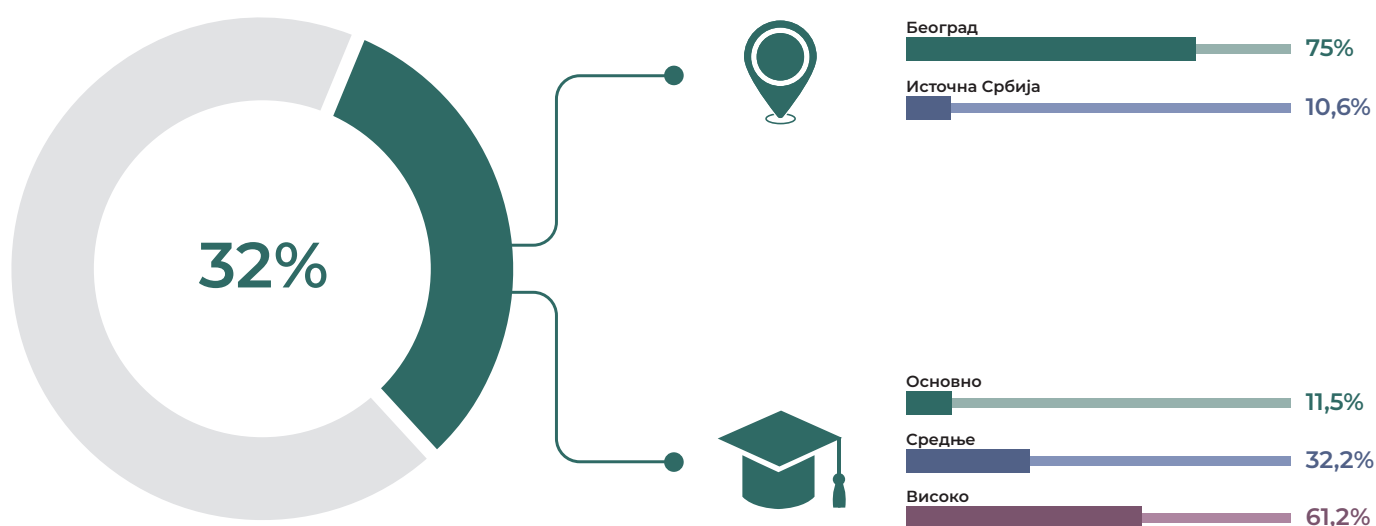 32%
Београд
75%
Источна Србија
10,6%
Основно
11,5%
Средње
32,2%
Високо
61,2%